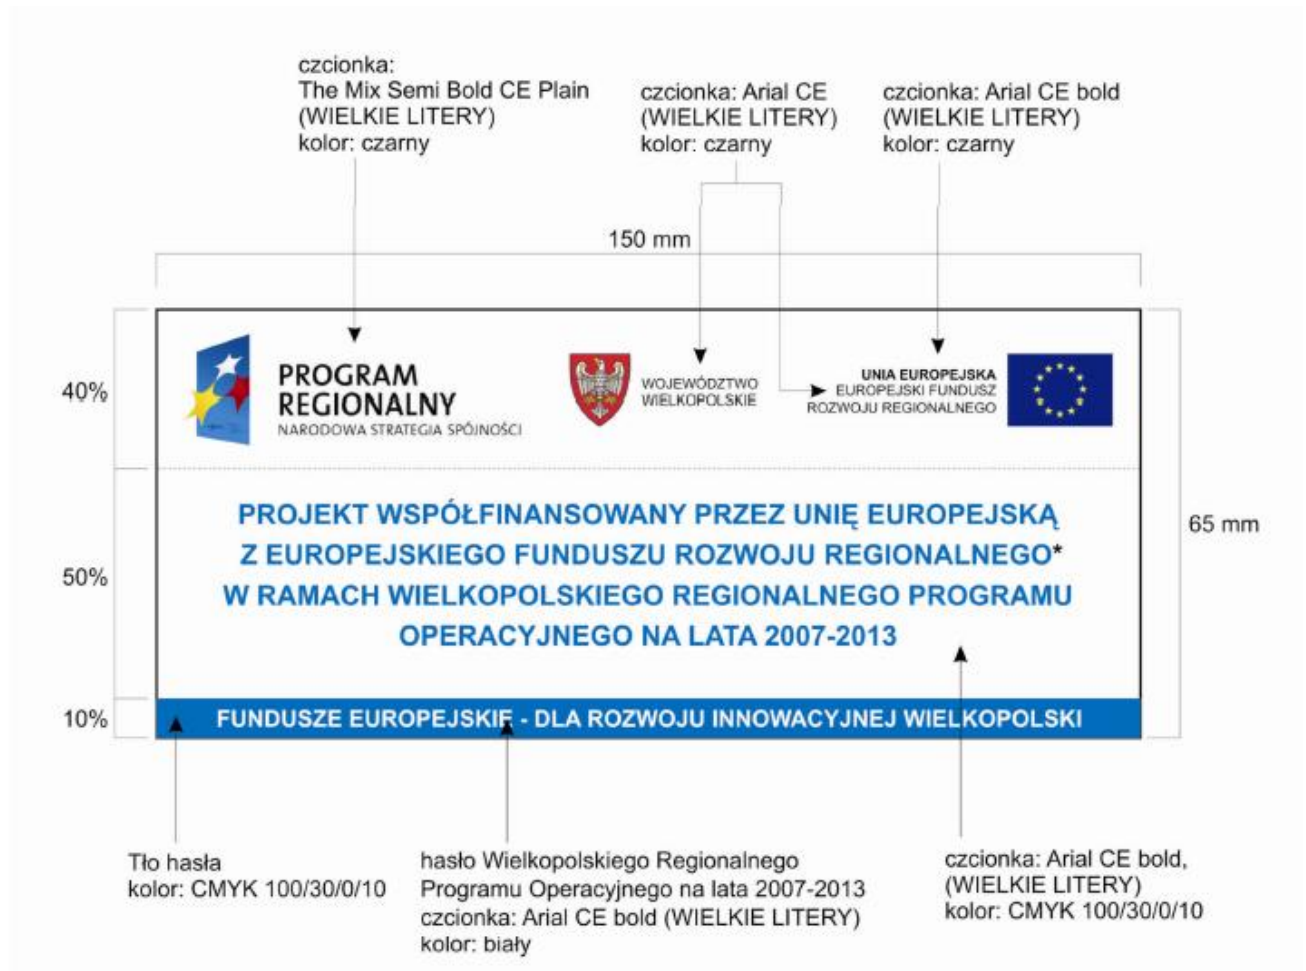 czcionka:
The Mix Semi Bold CE Plain
(WIELKIE LITERY)
kolor: czarny
czcionka: Arial CE
(WIELKIE LITERY)
kolor: czarny
czcionka: Arial CE bold
(WIELKIE LITERY)
kolor: czarny
150 mm
40%
PROGRAM
REGIONALNY
NARODOWA STRATEGIA SPÓJNOŚCI
WOJEWÓDZTWO
WIELKOPOLSKIE
UNIA EUROPEJSKA
EUROPEJSKI FUNDUSZ
ROZWOJU REGIONALNEGO
65 mm
50%
PROJEKT WSPÓŁFINANSOWANY PRZEZ UNIĘ EUROPEJSKĄ
Z EUROPEJSKIEGO FUNDUSZU ROZWOJU REGIONALNEGO*
W RAMACH WIELKOPOLSKIEGO REGIONALNEGO PROGRAMU
OPERACYJNEGO NA LATA 2007-2013
10%
FUNDUSZE EUROPEJSKIE - DLA ROZWOJU INNOWACYJNEJ WIELKOPOLSKI
Tło hasła
kolor: CMYK 100/30/0/10
hasło Wielkopolskiego Regionalnego
Programu Operacyjnego na lata 2007-2013
czcionka: Arial CE bold (WIELKIE LITERY)
kolor: biały
czcionka: Arial CE bold,
(WIELKIE LITERY)
kolor: CMYK 100/30/0/10